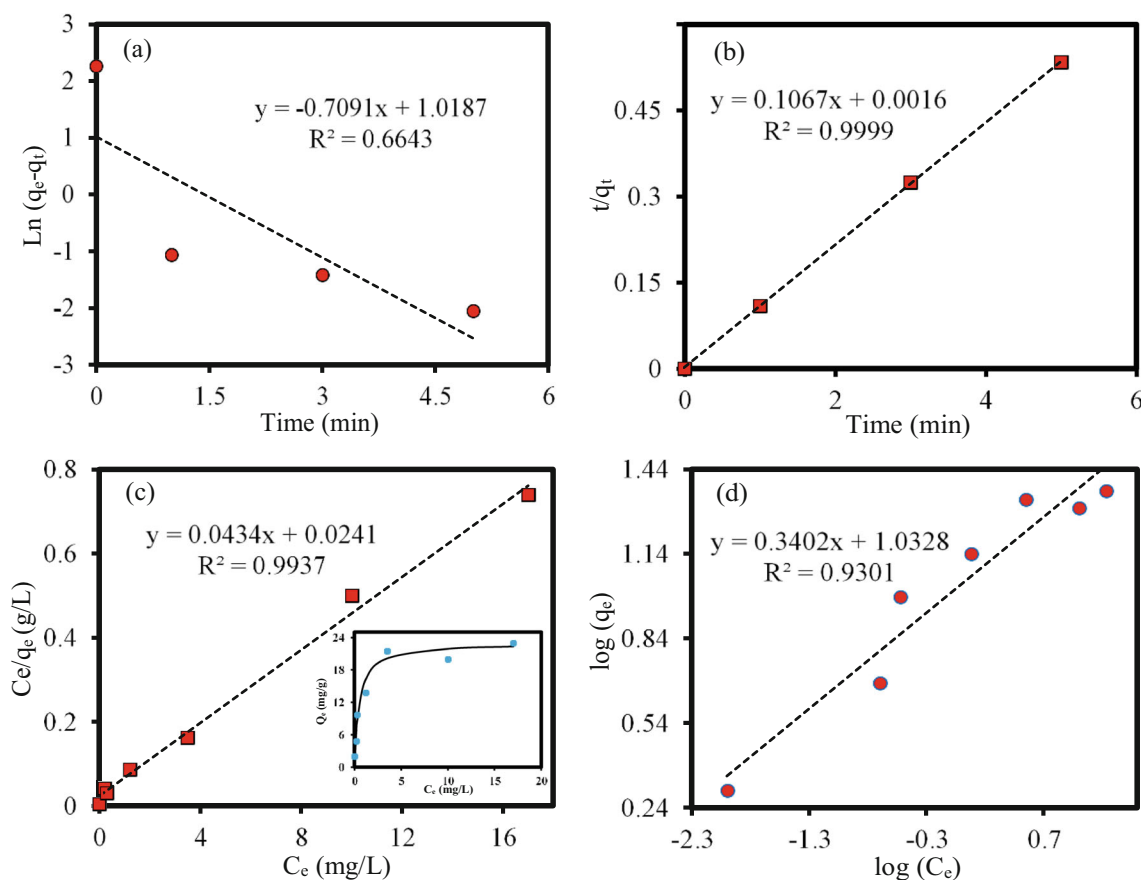 (a)
3
2
1
0
-1
-2
-3
Ln (qe-qt)
y = -0.7091x + 1.0187
R² = 0.6643
0 1.5 3 4.5 6
Time (min)
(b)
0.45
0.3
0.15
0
t/qt
y = 0.1067x + 0.0016
R² = 0.9999
0 2 4 6
Time (min)
(c)
0.8
0.6
0.4
0.2
0
Ce/qe (g/L)
y = 0.0434x + 0.0241
R² = 0.9937
24
18
12
6
0
Qe (mg/g)
0 5 10 15 20
Ce (mg/L)
0 4 8 12 16
Ce (mg/L)
(d)
1.44
1.14
0.84
0.54
0.24
log (qe)
y = 0.3402x + 1.0328
R² = 0.9301
-2.3 -1.3 -0.3 0.7
log (Ce)